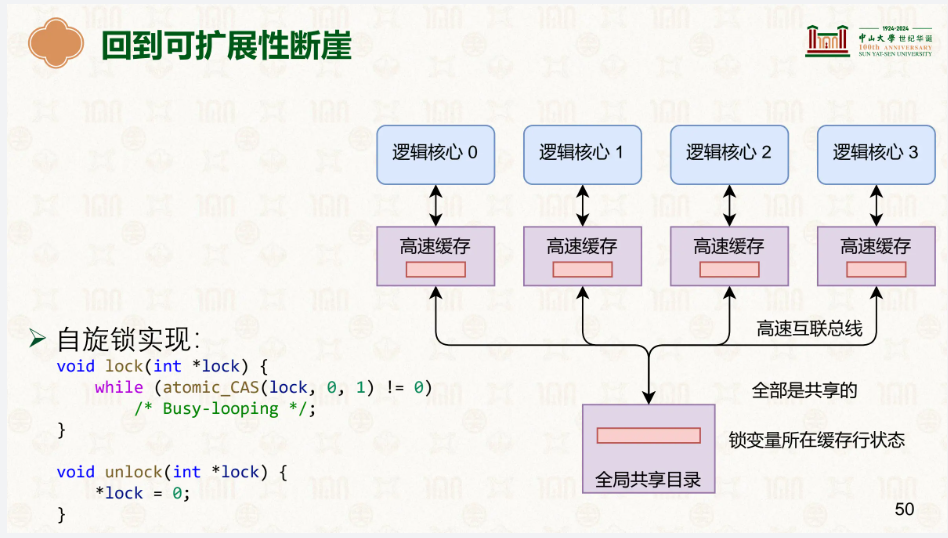 回到可扩展性断崖
1924-2024
中山大學 世纪华诞
100th ANNIVERSARY
SUN YAT-SEN UNIVERSITY
逻辑核心 0
逻辑核心 1
逻辑核心 2
逻辑核心 3
高速缓存
高速缓存
高速缓存
高速缓存
高速互联总线
全部是共享的
锁变量所在缓存行状态
全局共享目录
自旋锁实现：
void lock(int *lock) {
    while (atomic_CAS(lock, 0, 1) != 0)
        /* Busy-looping */;
}
void unlock(int *lock) {
    *lock = 0;
}
50